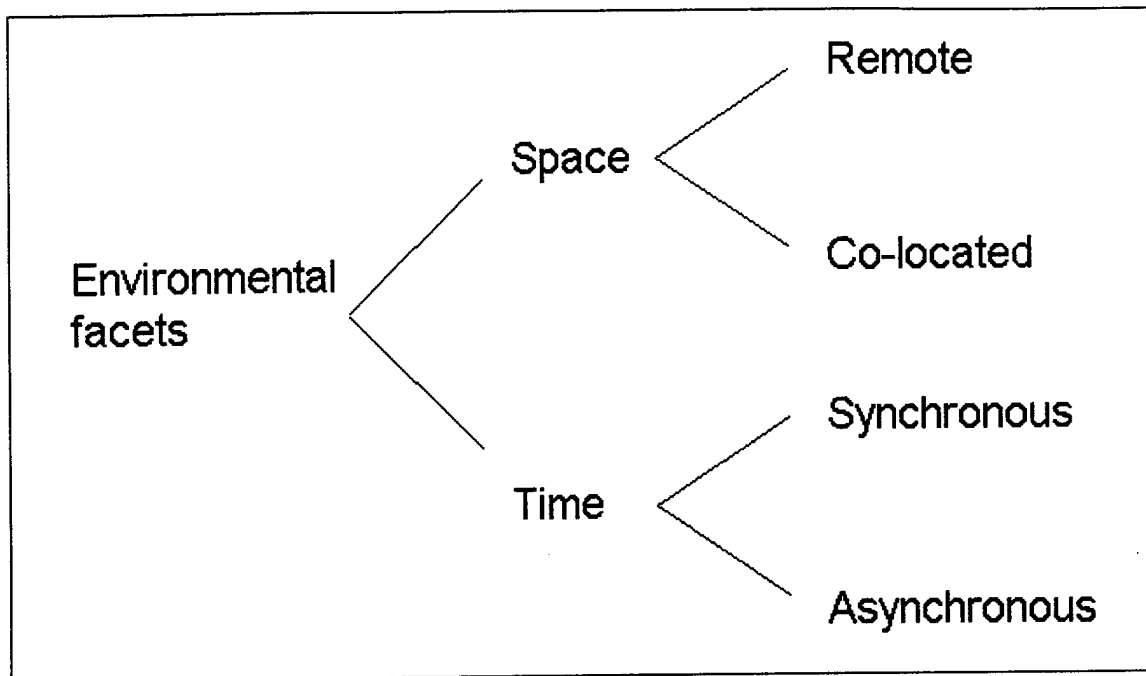 Remote
Space
Co-located
Environmental
facets
Synchronous
Time
Asynchronous